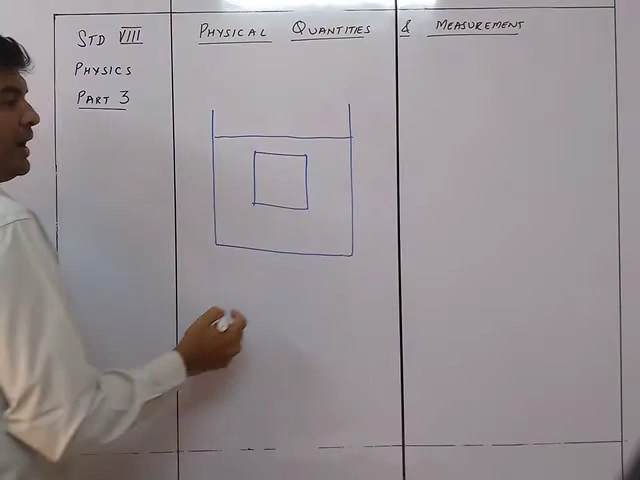 STD VIII
PHYSICS
PART 3
PHYSICAL QUANTITIES & MEASUREMENT